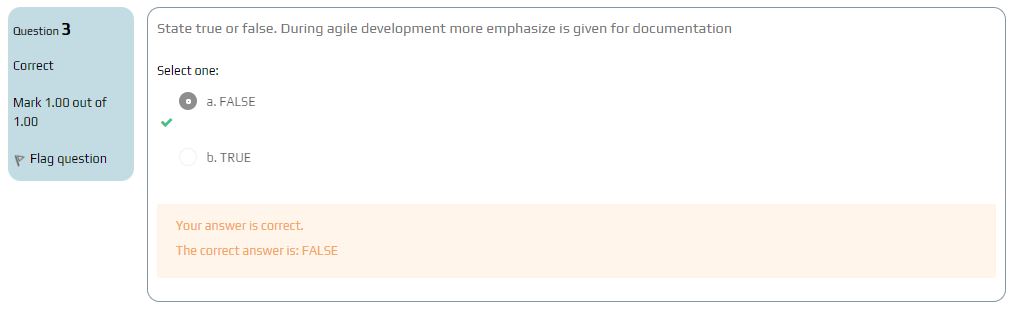 Question 3
Correct
Mark 1.00 out of
1.00
Flag question
State true or false. During agile development more emphasize is given for documentation
Select one:
a. FALSE
b. TRUE
Your answer is correct.
The correct answer is: FALSE